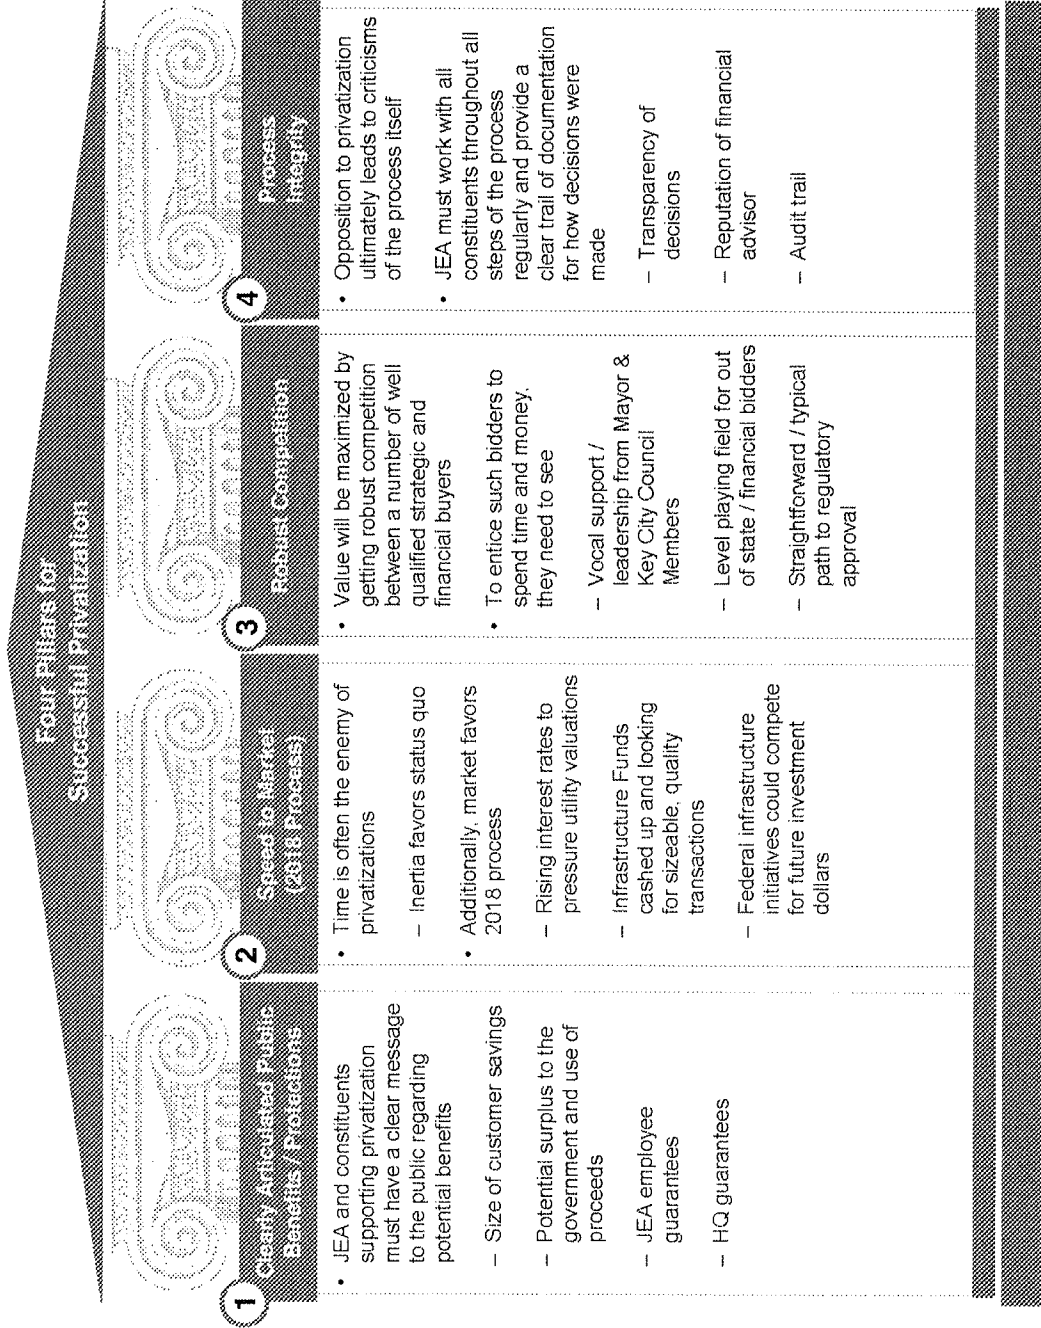 Four Pillars for
Successful Privatization
1
Clearly Articulated Public
Benefits / Protections
• JEA and constituents
supporting privatization
must have a clear message
to the public regarding
potential benefits
– Size of customer savings
– Potential surplus to the
government and use of
proceeds
– JEA employee
guarantees
– HQ guarantees
2
Speed to Market
(2018 Process)
• Time is often the enemy of
privatizations
– Inertia favors status quo
• Additionally, market favors
2018 process
– Rising interest rates to
pressure utility valuations
– Infrastructure Funds
cashed up and looking
for sizeable, quality
transactions
– Federal infrastructure
initiatives could compete
for future investment
dollars
3
Robust Competition
• Value will be maximized by
getting robust competition
between a number of well
qualified strategic and
financial buyers
• To entice such bidders to
spend time and money,
they need to see
– Vocal support /
leadership from Mayor &
Key City Council
Members
– Level playing field for out
of state / financial bidders
– Straightforward / typical
path to regulatory
approval
4
Process
Integrity
• Opposition to privatization
ultimately leads to criticisms
of the process itself
• JEA must work with all
constituents throughout all
steps of the process
regularly and provide a
clear trail of documentation
for how decisions were
made
– Transparency of
decisions
– Reputation of financial
advisor
– Audit trail